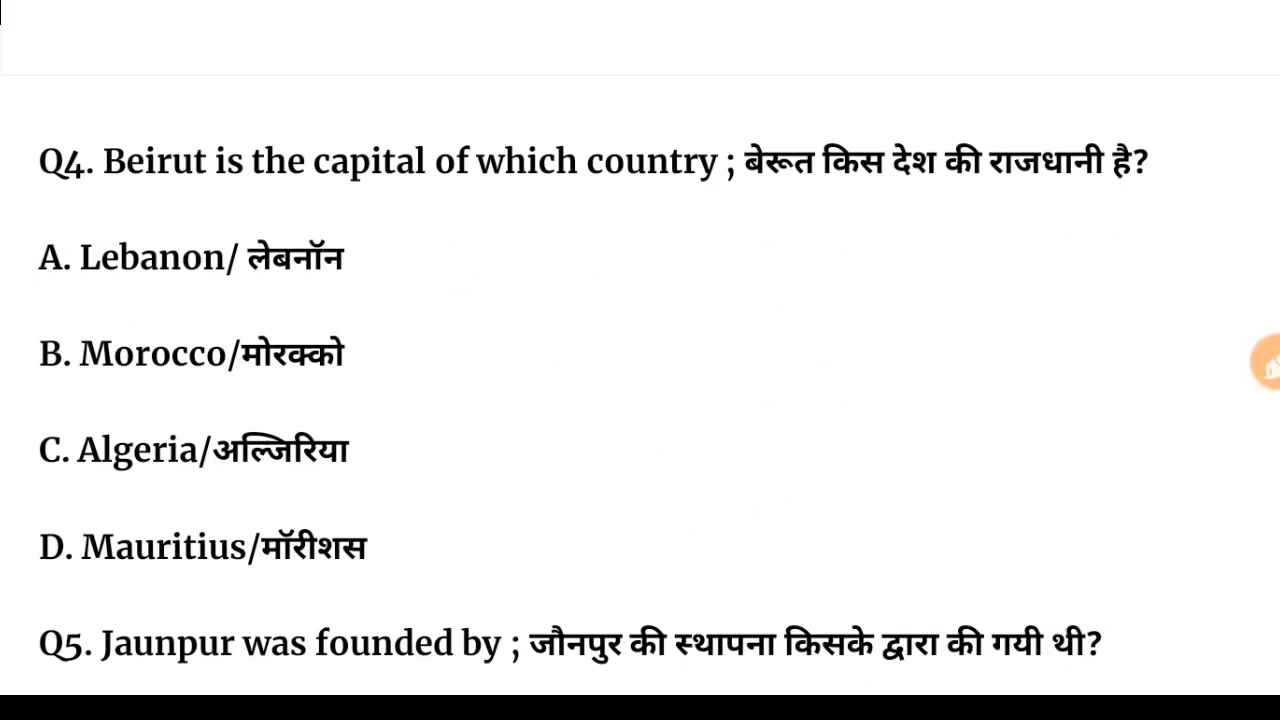 Q4. Beirut is the capital of which country ; बेरूत किस देश की राजधानी है?
A. Lebanon/ लेबनॉन
B. Morocco/मोरक्को
C. Algeria/अल्जिरिया
D. Mauritius/मॉरीशस
Q5. Jaunpur was founded by ; जौनपुर की स्थापना किसके द्वारा की गयी थी?